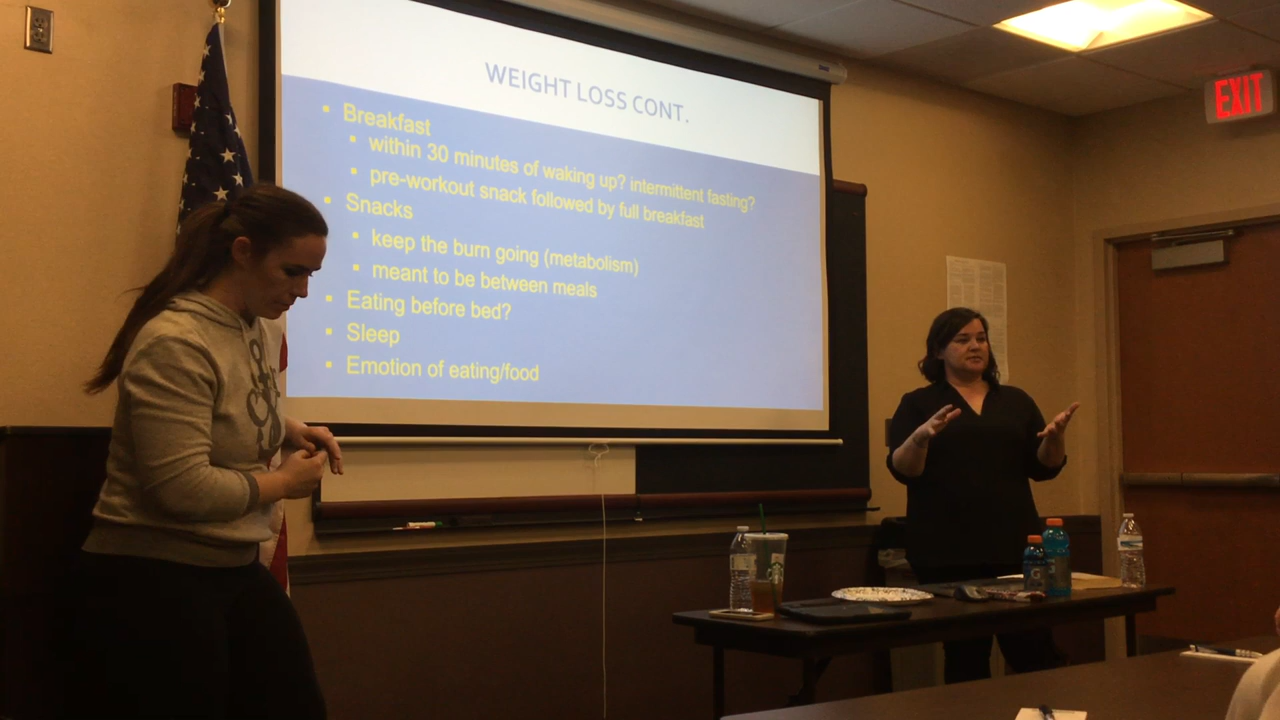 WEIGHT LOSS CONT.
▪ Breakfast
▪ within 30 minutes of waking up? intermittent fasting?
▪ pre-workout snack followed by full breakfast
▪ Snacks
▪ keep the burn going (metabolism)
▪ meant to be between meals
▪ Eating before bed?
▪ Sleep
▪ Emotion of eating/food
EXIT